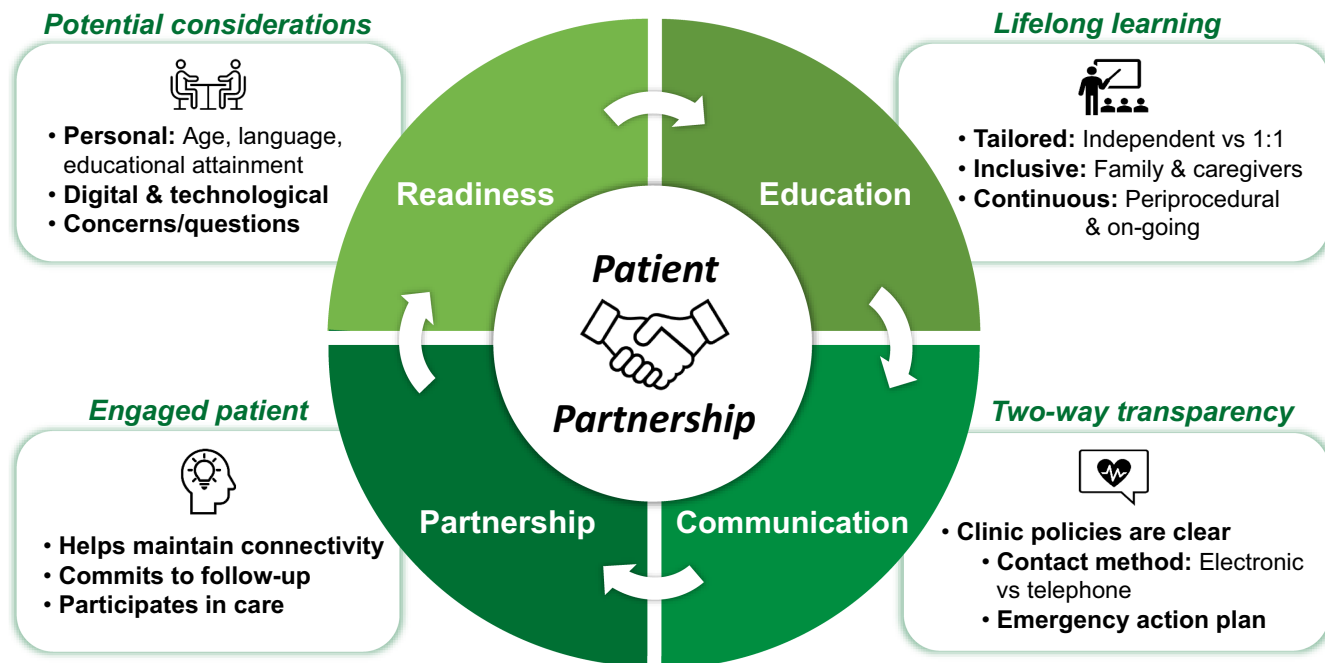 Potential considerations
• Personal: Age, language,
educational attainment
• Digital & technological
• Concerns/questions
Lifelong learning
• Tailored: Independent vs 1:1
• Inclusive: Family & caregivers
• Continuous: Periprocedural
& on-going
Readiness
Education
Patient
Partnership
Partnership
Communication
Engaged patient
• Helps maintain connectivity
• Commits to follow-up
• Participates in care
Two-way transparency
• Clinic policies are clear
• Contact method: Electronic
vs telephone
• Emergency action plan